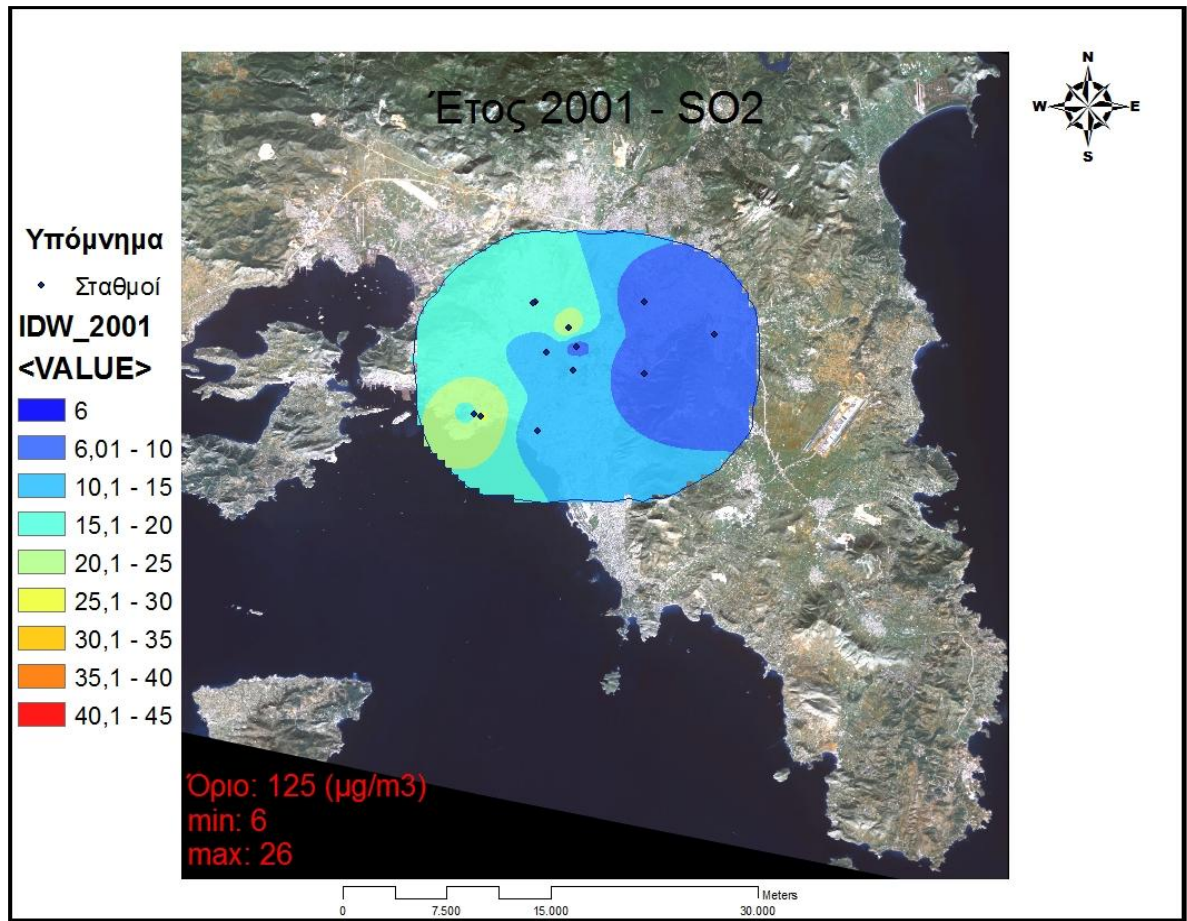 Έτος 2001 - SO2
N
W E
S
Υπόμνημα
Σταθμοί
IDW_2001
<VALUE>
6
6,01 - 10
10,1 - 15
15,1 - 20
20,1 - 25
25,1 - 30
30,1 - 35
35,1 - 40
40,1 - 45
Όριο: 125 (μg/m3)
min: 6
max: 26
Meters
0 7.500 15.000 30.000